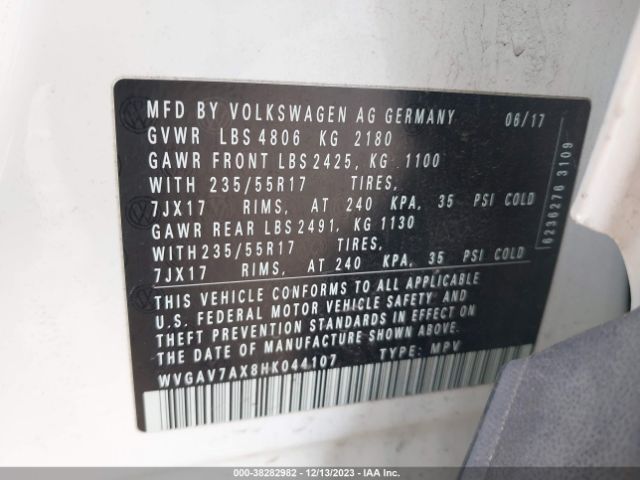 MFD BY VOLKSWAGEN AG GERMANY 06/17
GVWR LBS 4806 KG 2180
GAWR FRONT LBS 2425, KG 1100
WITH 235/55R17 TIRES,
7JX17 RIMS, AT 240 KPA, 35 PSI COLD
GAWR REAR LBS 2491, KG 1130
WITH 235/55R17 TIRES,
7JX17 RIMS, AT 240 KPA, 35 PSI COLD
THIS VEHICLE CONFORMS TO ALL APPLICABLE
U.S. FEDERAL MOTOR VEHICLE SAFETY AND
THEFT PREVENTION STANDARDS IN EFFECT ON
THE DATE OF MANUFACTURE SHOWN ABOVE.
WVGAV7AX8HK044107 TYPE: MPV
6236276 3109
000-38282982 - 12/13/2023 - IAA Inc.